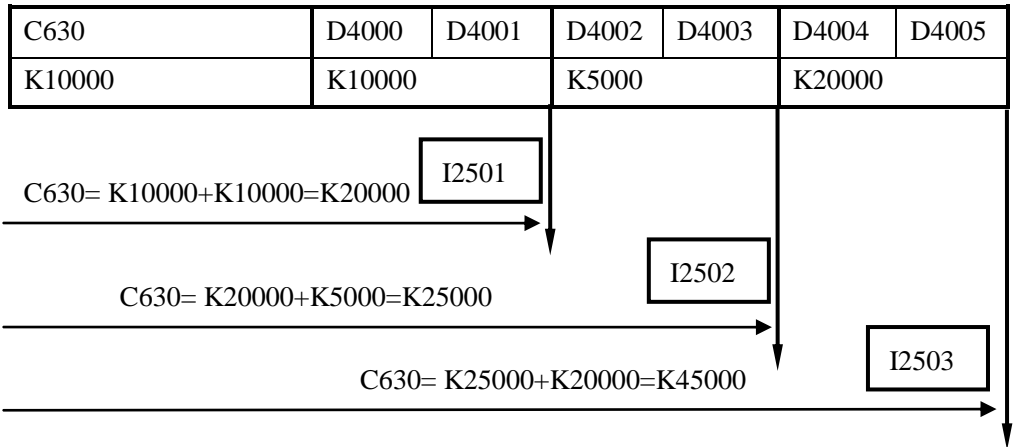 C630 D4000 D4001 D4002 D4003 D4004 D4005
K10000 K10000 K5000 K20000
I2501
C630= K10000+K10000=K20000
I2502
C630= K20000+K5000=K25000
I2503
C630= K25000+K20000=K45000